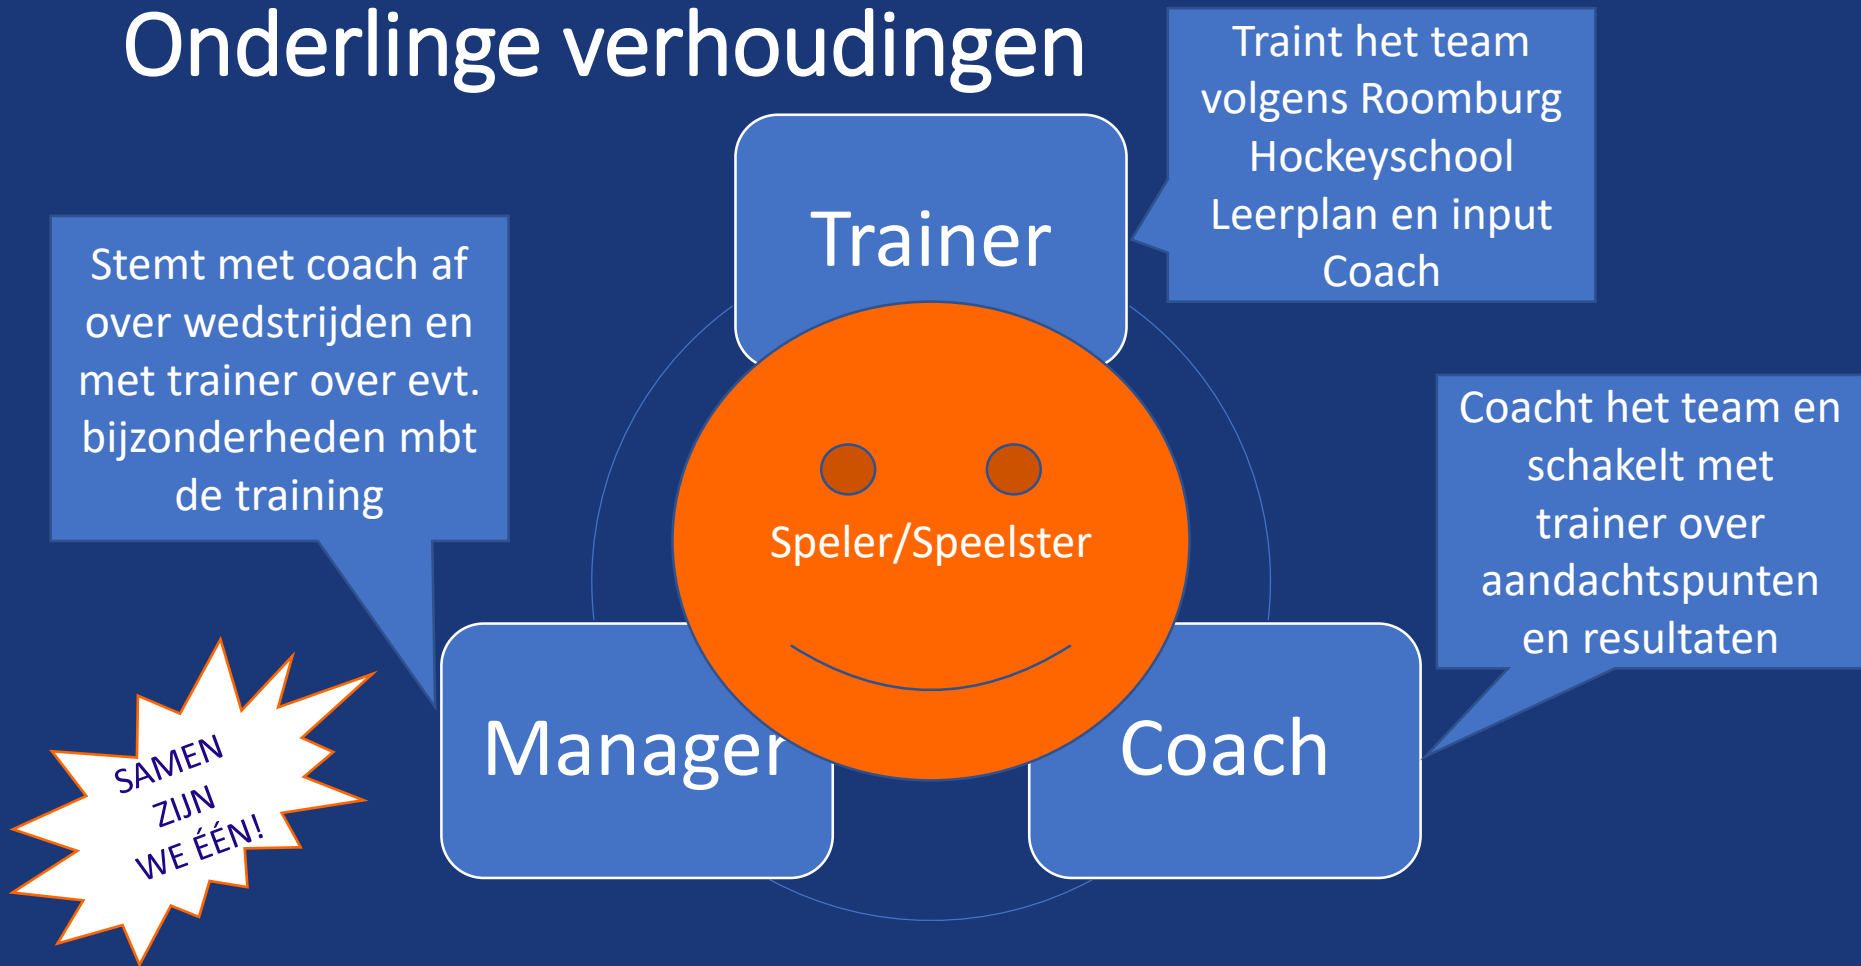 Onderlinge verhoudingen
Traint het team
volgens Roomburg
Hockeyschool
Leerplan en input
Coach
Trainer
Stemt met coach af
over wedstrijden en
met trainer over evt.
bijzonderheden mbt
de training
Coacht het team en
schakelt met
trainer over
aandachtspunten
en resultaten
Speler/Speelster
Manager
Coach
SAMEN
ZIJN
WE ÉÉN!